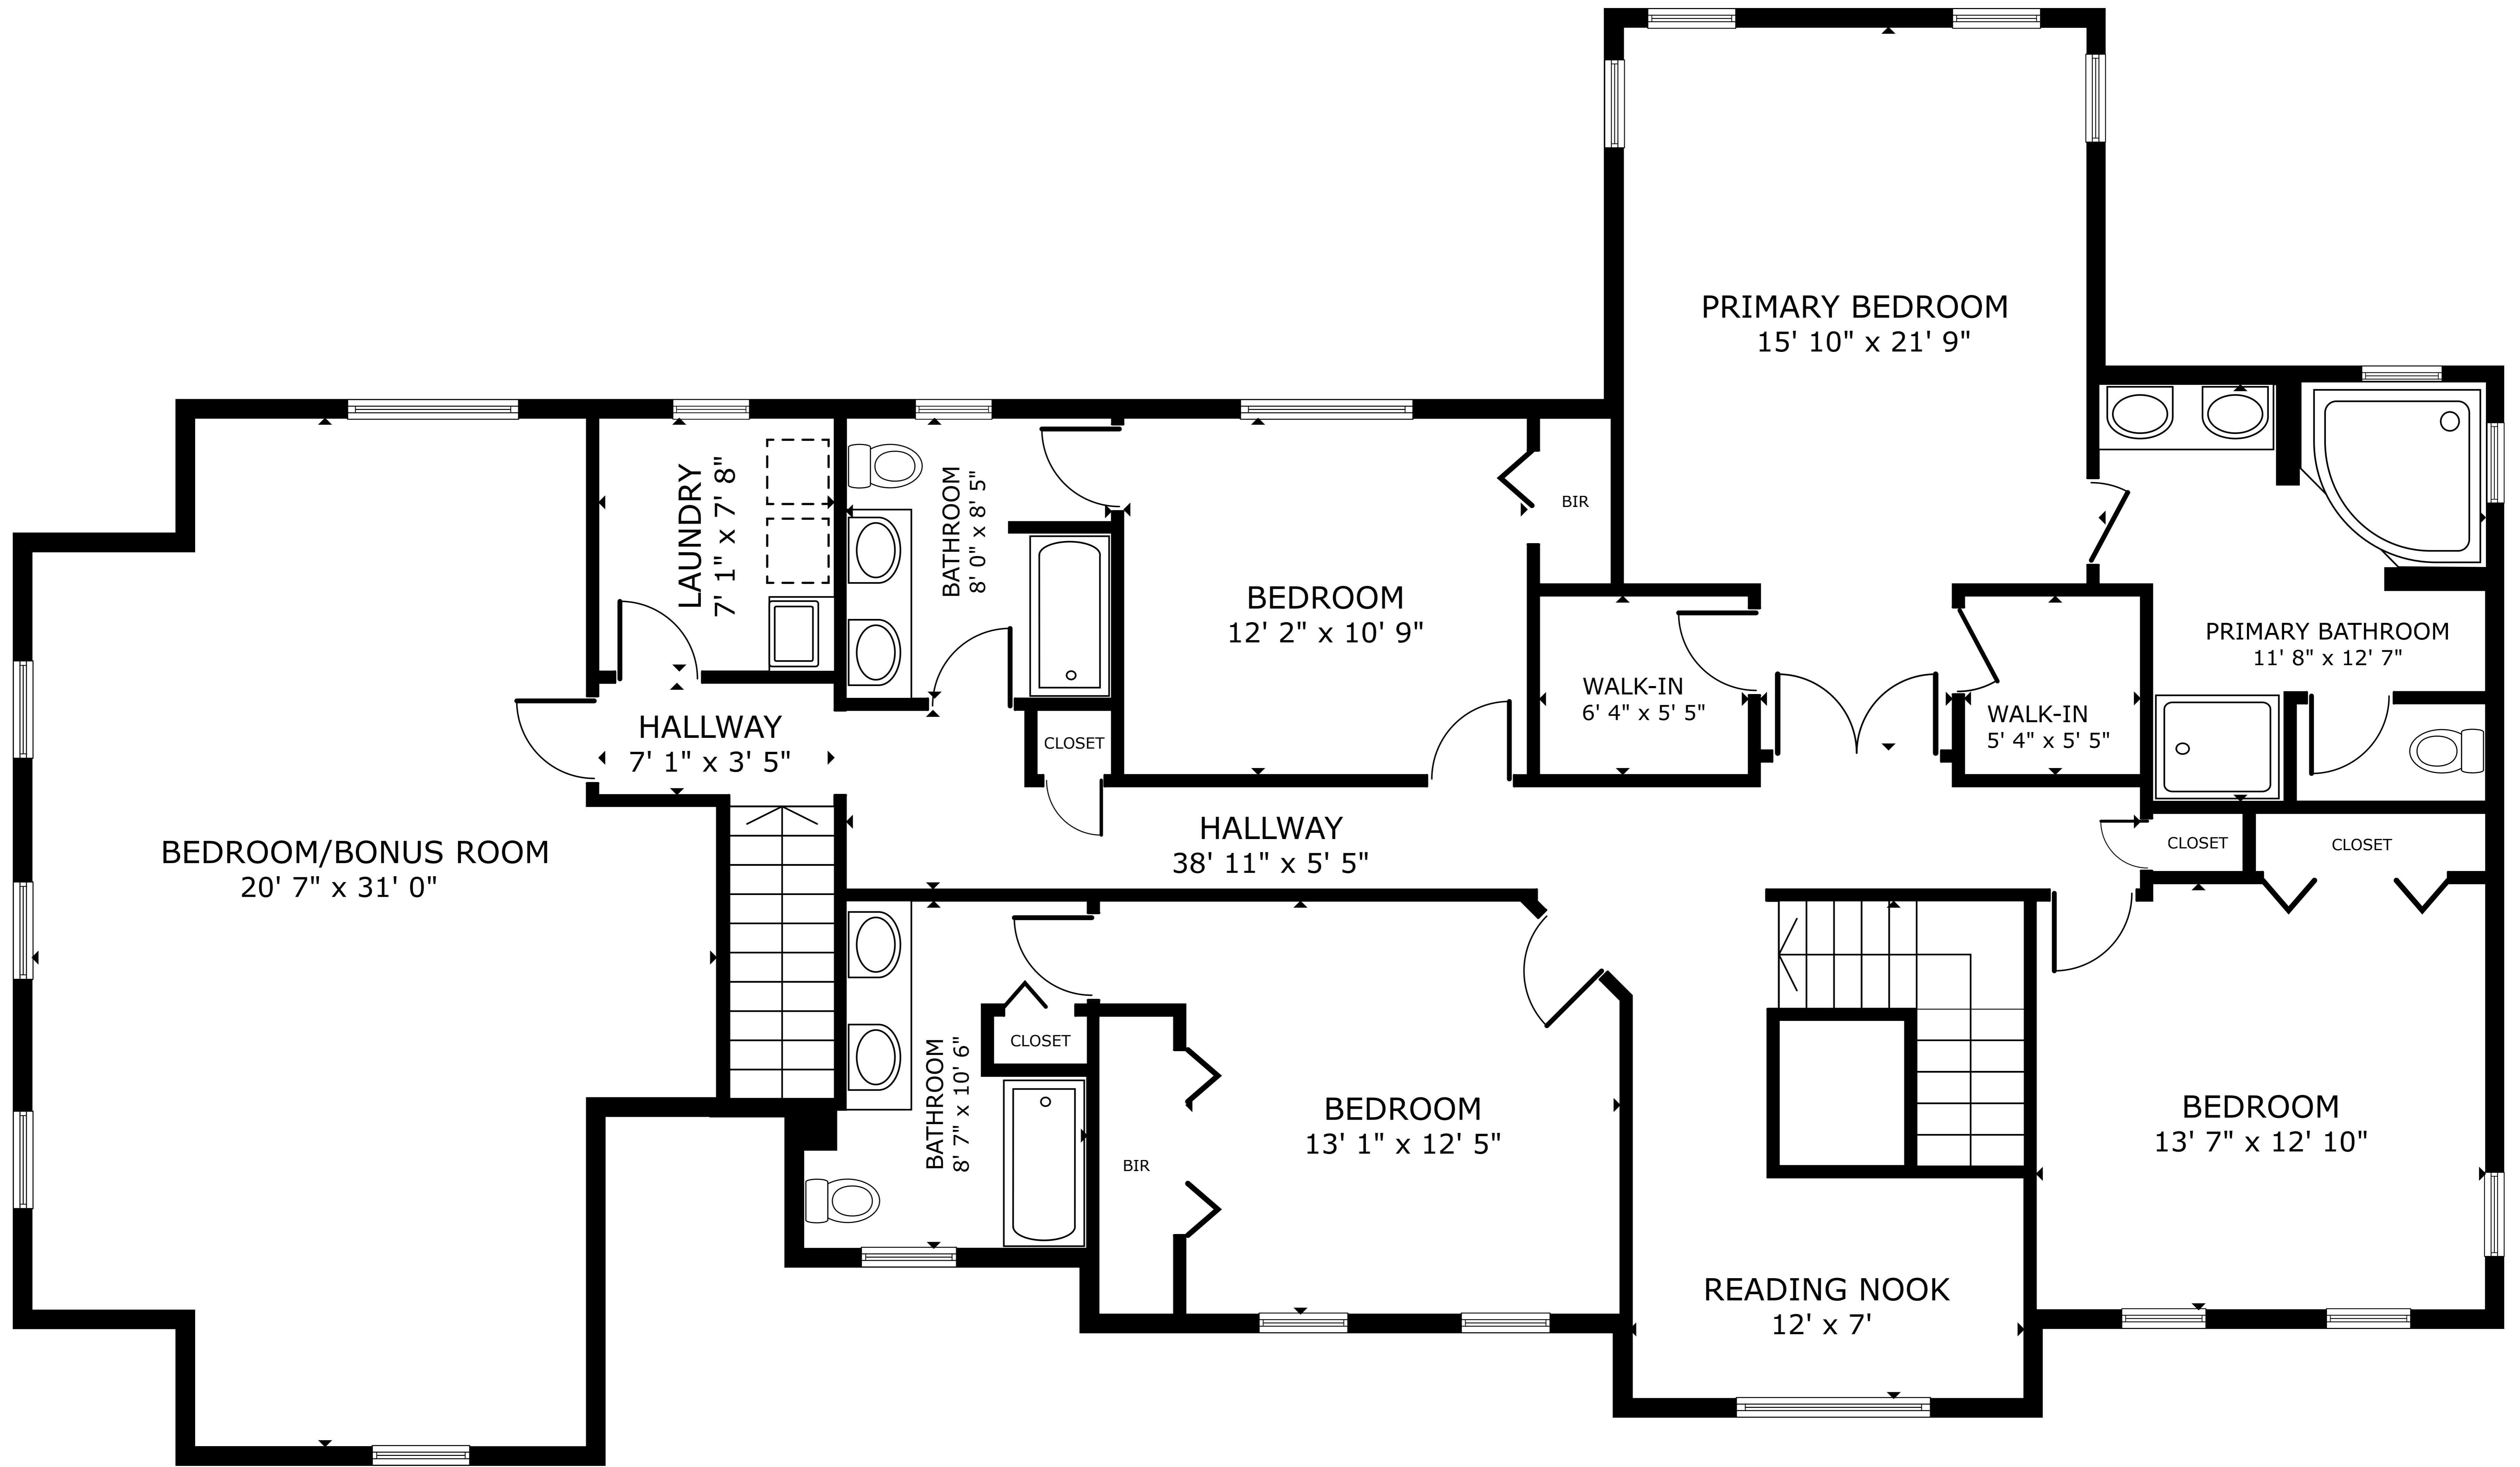 PRIMARY BEDROOM
15' 10" x 21' 9"
LAUNDRY
7' 1" x 7' 8"
BATHROOM
8' 0" x 8' 5"
BEDROOM
12' 2" x 10' 9"
BIR
PRIMARY BATHROOM
11' 8" x 12' 7"
WALK-IN
6' 4" x 5' 5"
WALK-IN
5' 4" x 5' 5"
HALLWAY
7' 1" x 3' 5"
CLOSET
BEDROOM/BONUS ROOM
20' 7" x 31' 0"
HALLWAY
38' 11" x 5' 5"
CLOSET
CLOSET
BATHROOM
8' 7" x 10' 6"
CLOSET
BIR
BEDROOM
13' 1" x 12' 5"
BEDROOM
13' 7" x 12' 10"
READING NOOK
12' x 7'